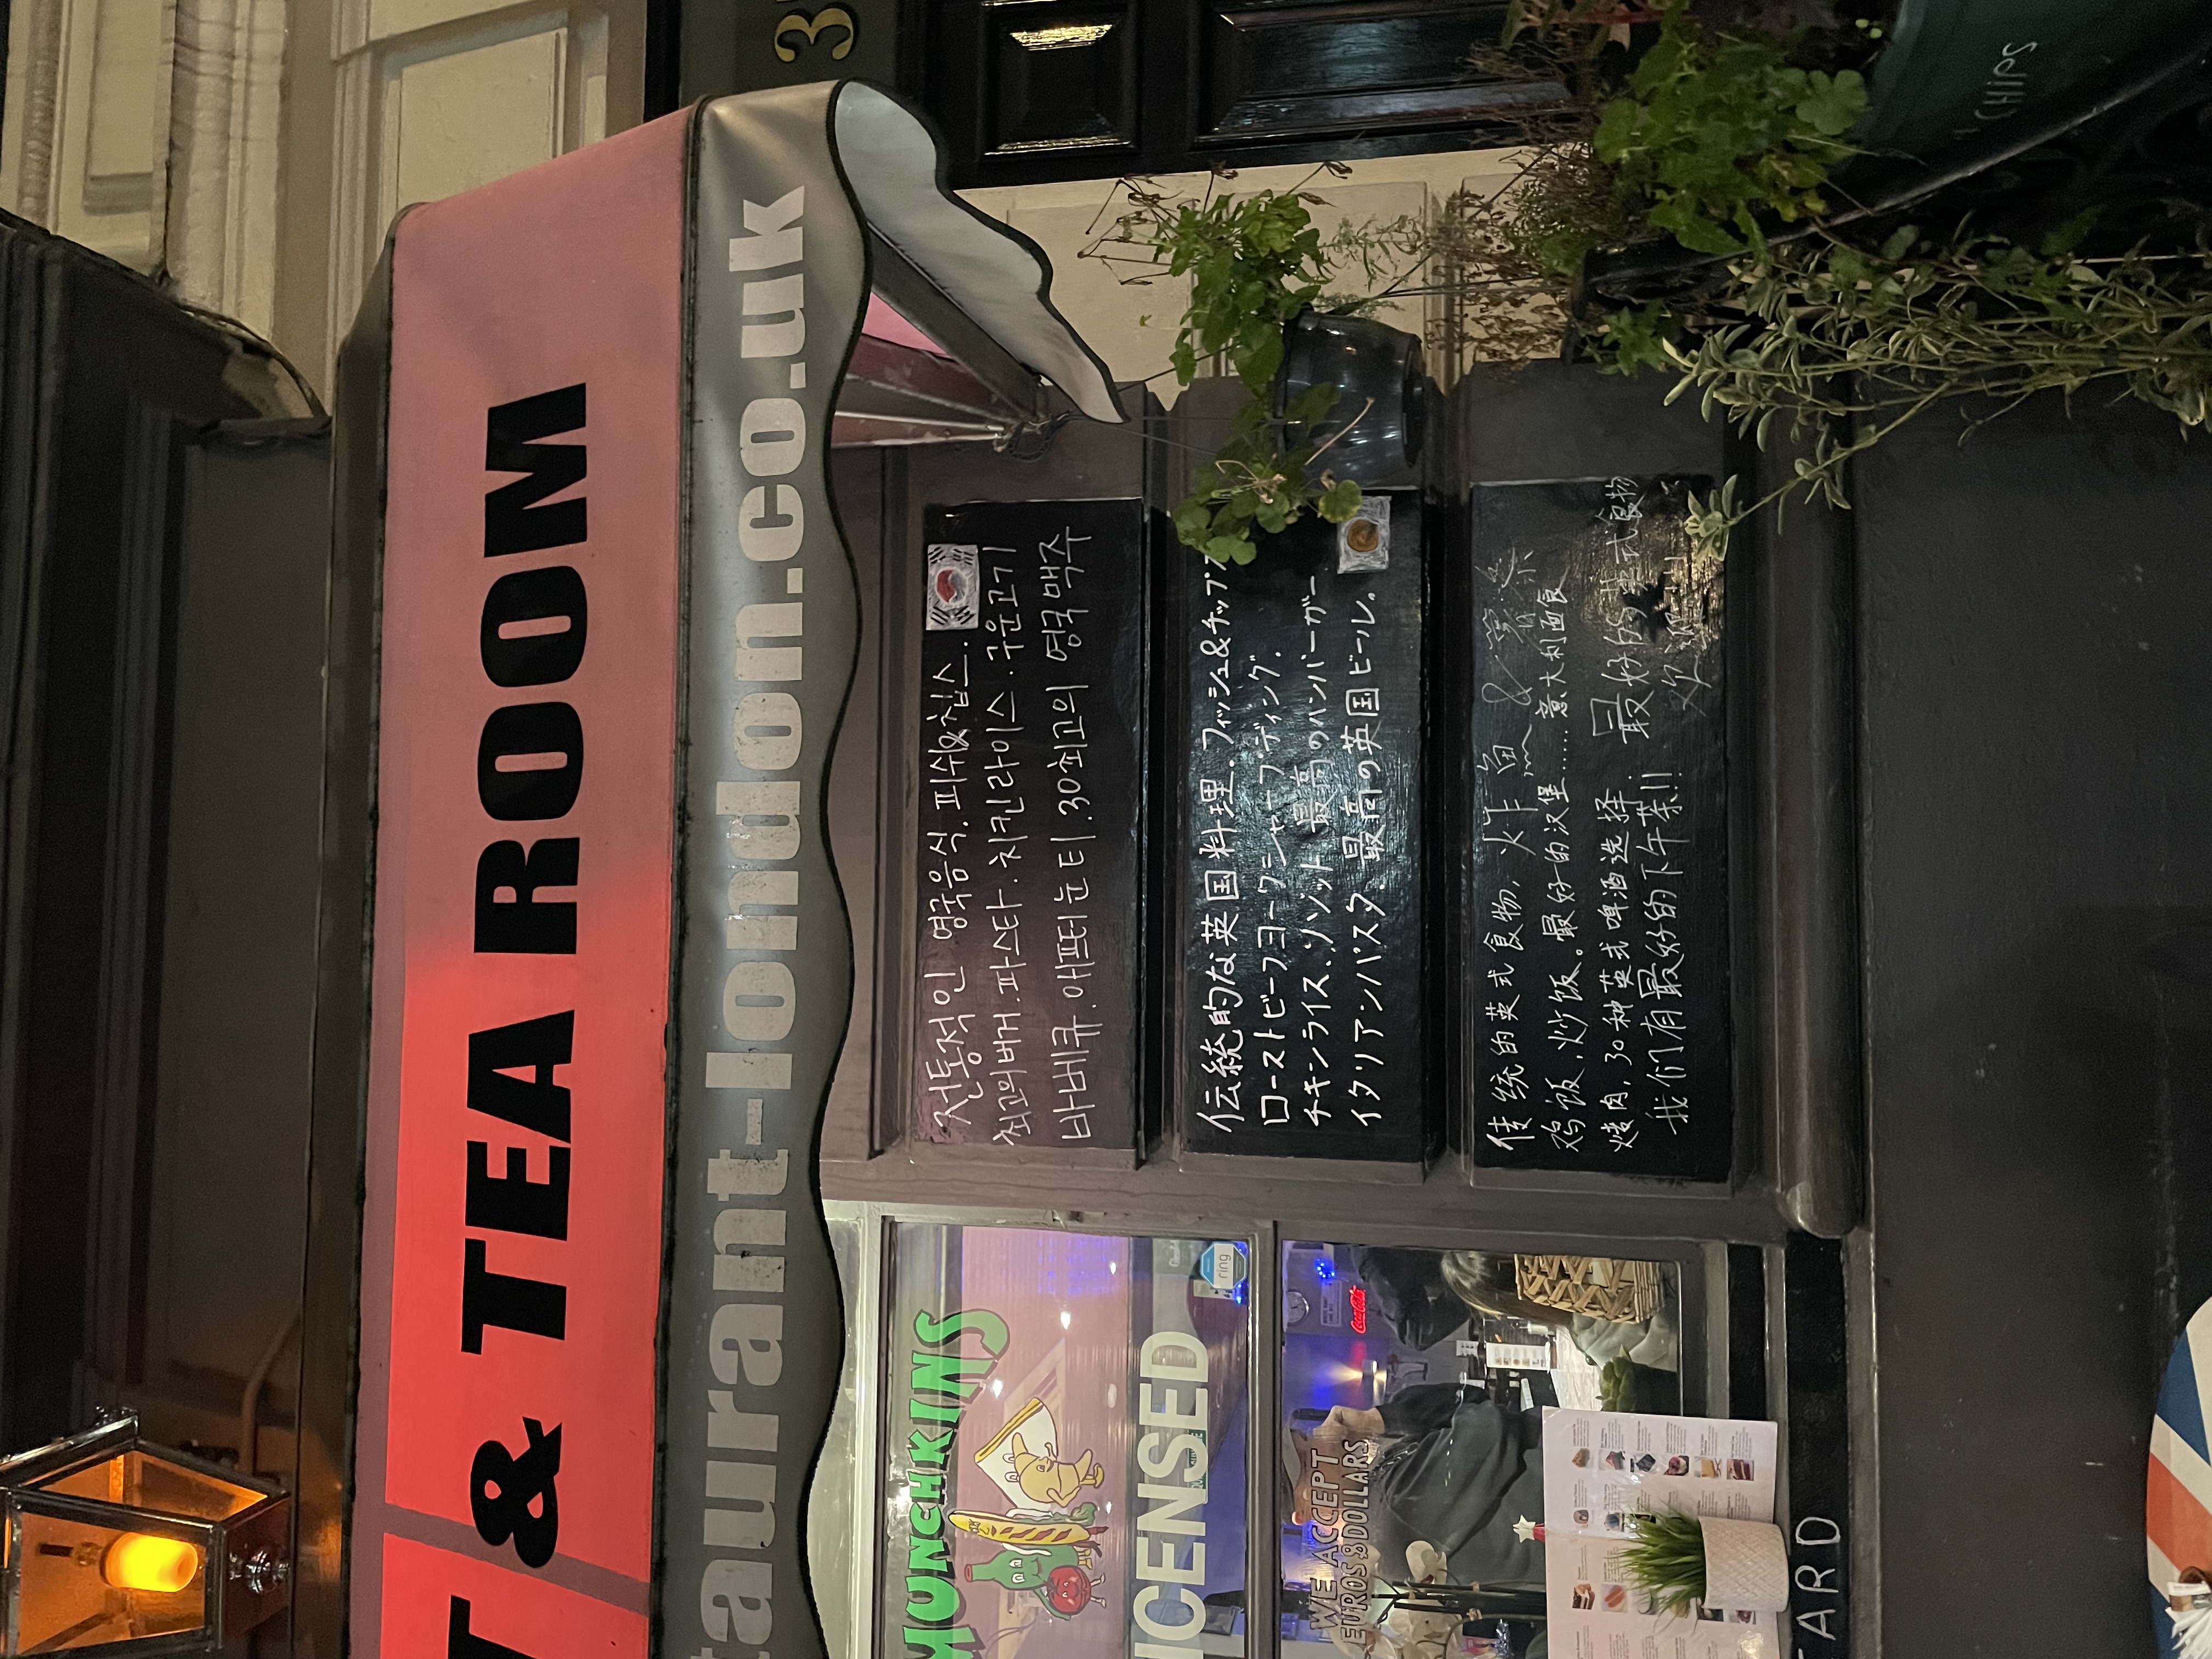 & TEA ROOM
taurant-london.co.uk
3
MUNCHKINS
전통적인 영국음식. 피쉬&칩스.
최고의버거.파스타.치킨라이스.구운고기
바베큐.애프터눈티.30최고의 영국맥주
ICENSED
ring
伝統的な英国料理.フィッシュ&チップス
ローストビーフヨークシャープディング.
チキンライス.ソゾット 最高のハンバーガー
イタリアンパスタ.最高の英国ビール。
WE ACCEPT
EUROS & DOLLARS
Coca-Cola
传统的英式食物, 炸魚 & 薯条
鸡饭,炒饭。最好的汉堡.....意大利面食
烤肉,30种英式啤酒选择. 最好的英式食物
我们有最好的下午茶!! 欢迎
CARD
CHIPS